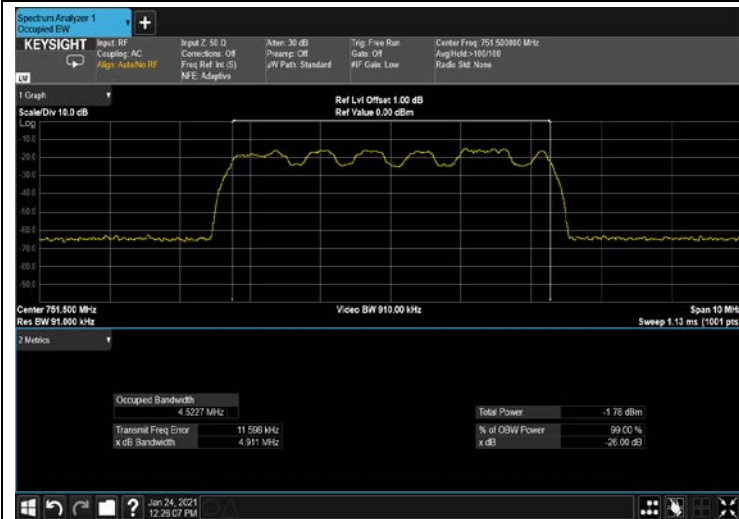 Spectrum Analyzer 1
Occupied BW
+
KEYSIGHT
Input: RF
Coupling: AC
Align: Auto/No RF
Input Z: 50 Ω
Corrections: Off
Freq Ref: Int (S)
NFE: Adaptive
Atten: 30 dB
Preamp: Off
µW Path: Standard
Trig: Free Run
Gate: Off
#IF Gain: Low
Center Freq: 751.500000 MHz
Avg|Hold:>100/100
Radio Std: None
1 Graph
Scale/Div 10.0 dB
Ref Lvl Offset 1.00 dB
Ref Value 0.00 dBm
Log
-10.0
-20.0
-30.0
-40.0
-50.0
-60.0
-70.0
-80.0
-90.0
Center 751.500 MHz
Res BW 91.000 kHz
Video BW 910.00 kHz
Span 10 MHz
Sweep 1.13 ms (1001 pts
2 Metrics
Occupied Bandwidth
4.5227 MHz
Transmit Freq Error 11.598 kHz
x dB Bandwidth 4.911 MHz
Total Power -1.78 dBm
% of OBW Power 99.00 %
x dB -26.00 dB
?
Jan 24, 2021
12:26:07 PM